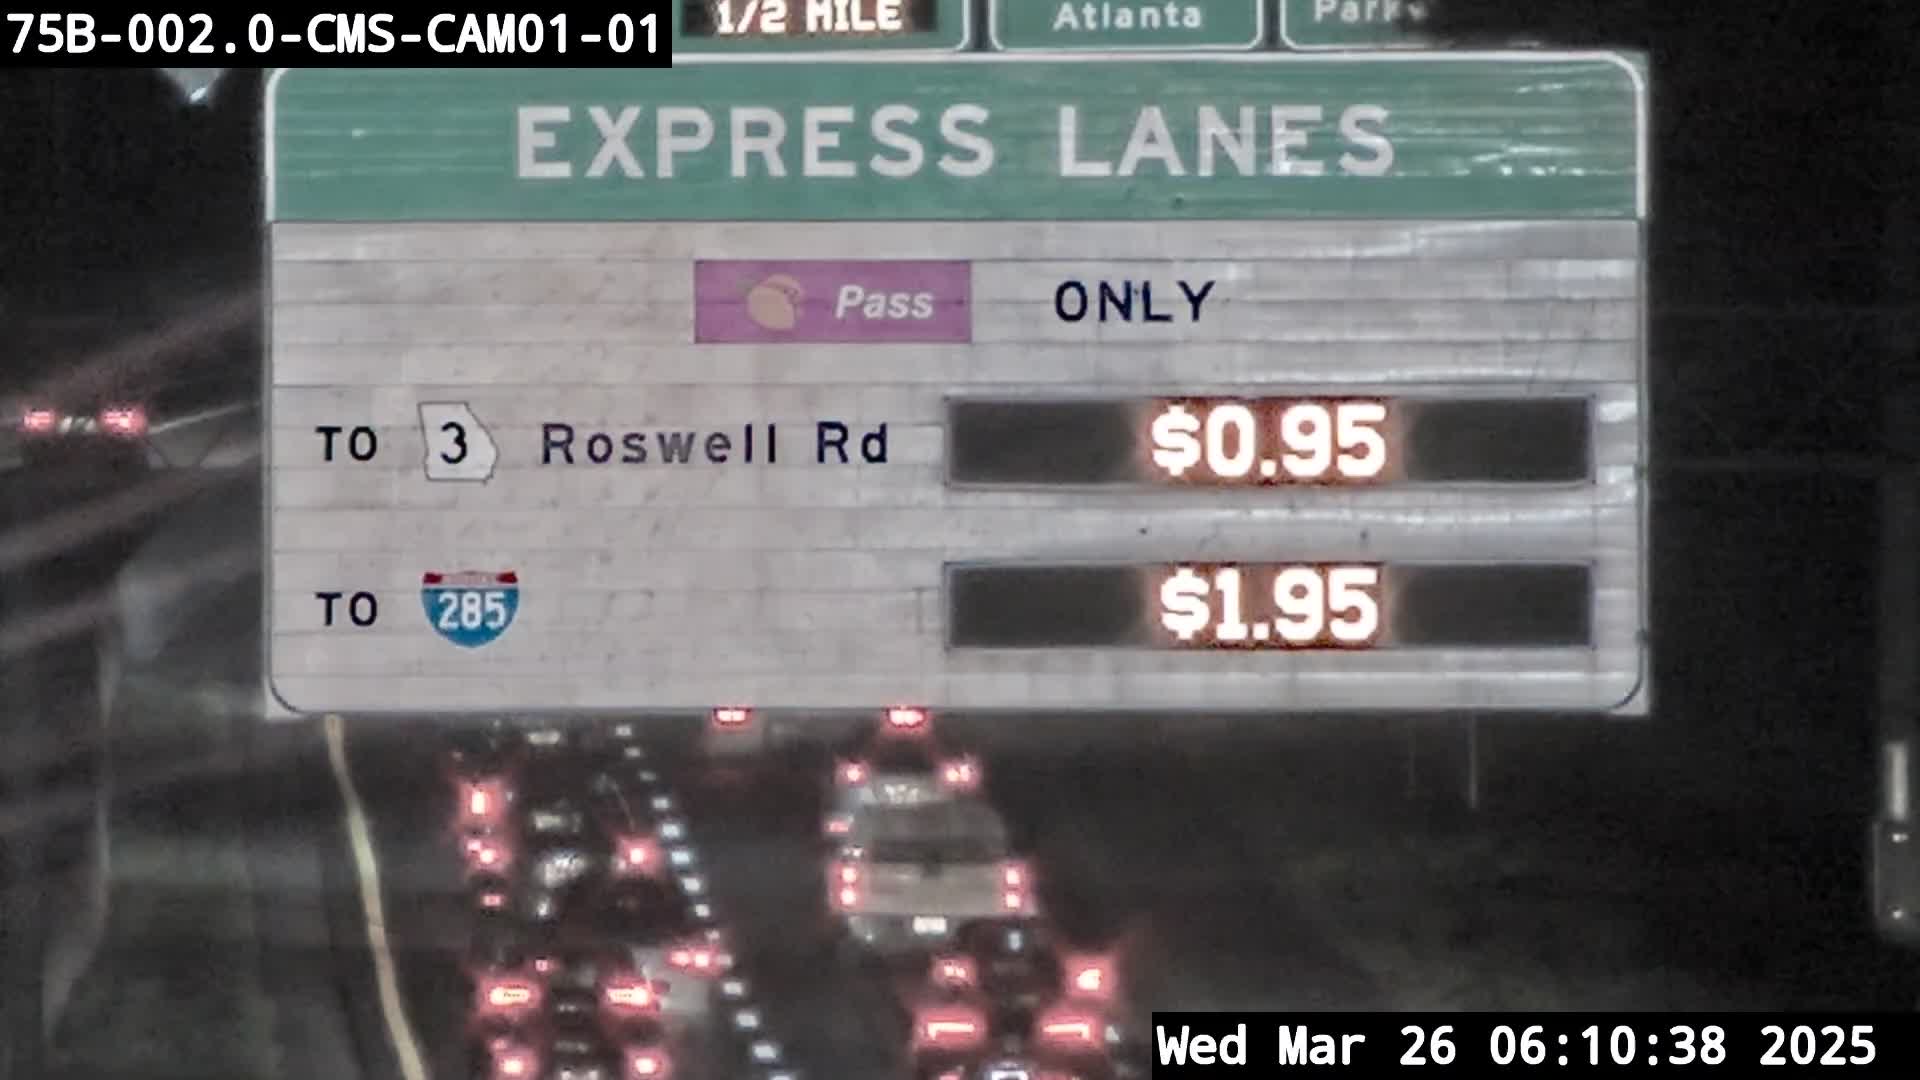 75B-002.0-CMS-CAM01-01
1/2 MILE
Atlanta
EXPRESS LANES
Pass ONLY
TO 3 Roswell Rd $0.95
TO 285 $1.95
Wed Mar 26 06:10:38 2025